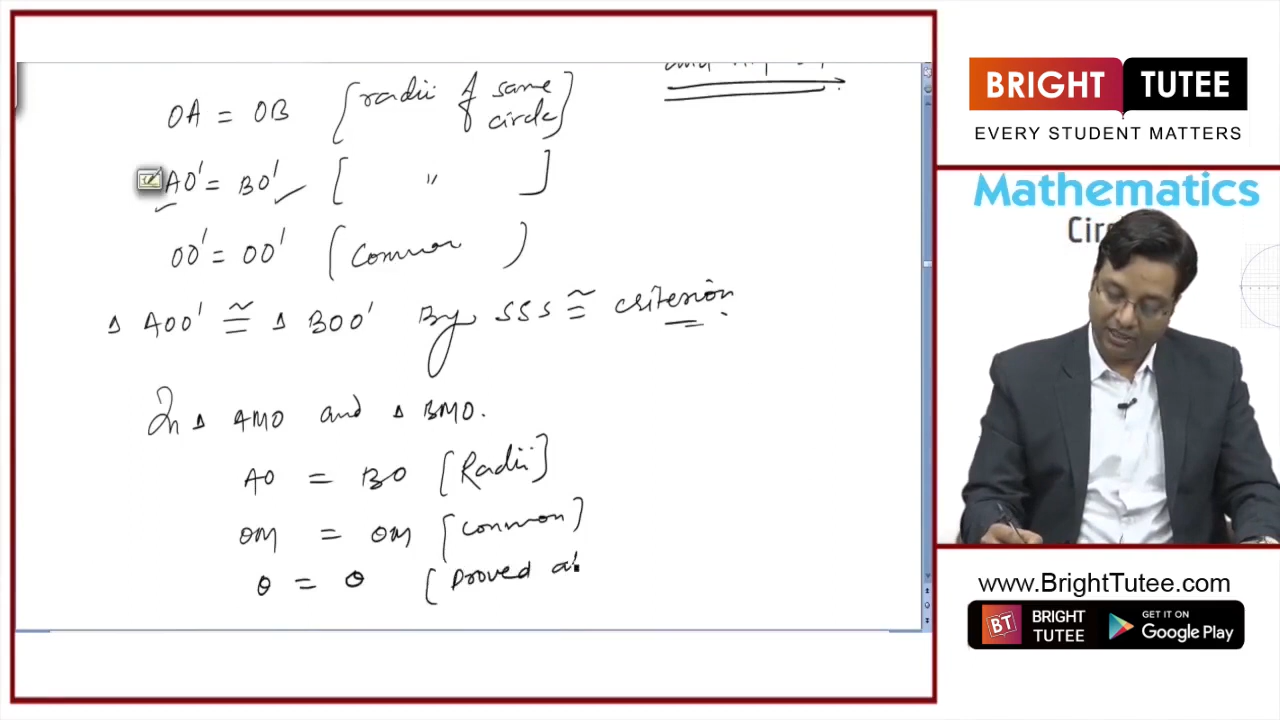 OA = OB [radii of same circle]
AO' = BO' [ " ]
OO' = OO' (Common)
Δ AOO' ≅ Δ BOO' By SSS ≅ criterion.
In Δ AMO and Δ BMO.
AO = BO [Radii]
OM = OM [Common]
θ = θ [Proved a
BRIGHT TUTEE
EVERY STUDENT MATTERS
Mathematics
www.BrightTutee.com
BT BRIGHT TUTEE
GET IT ON
Google Play